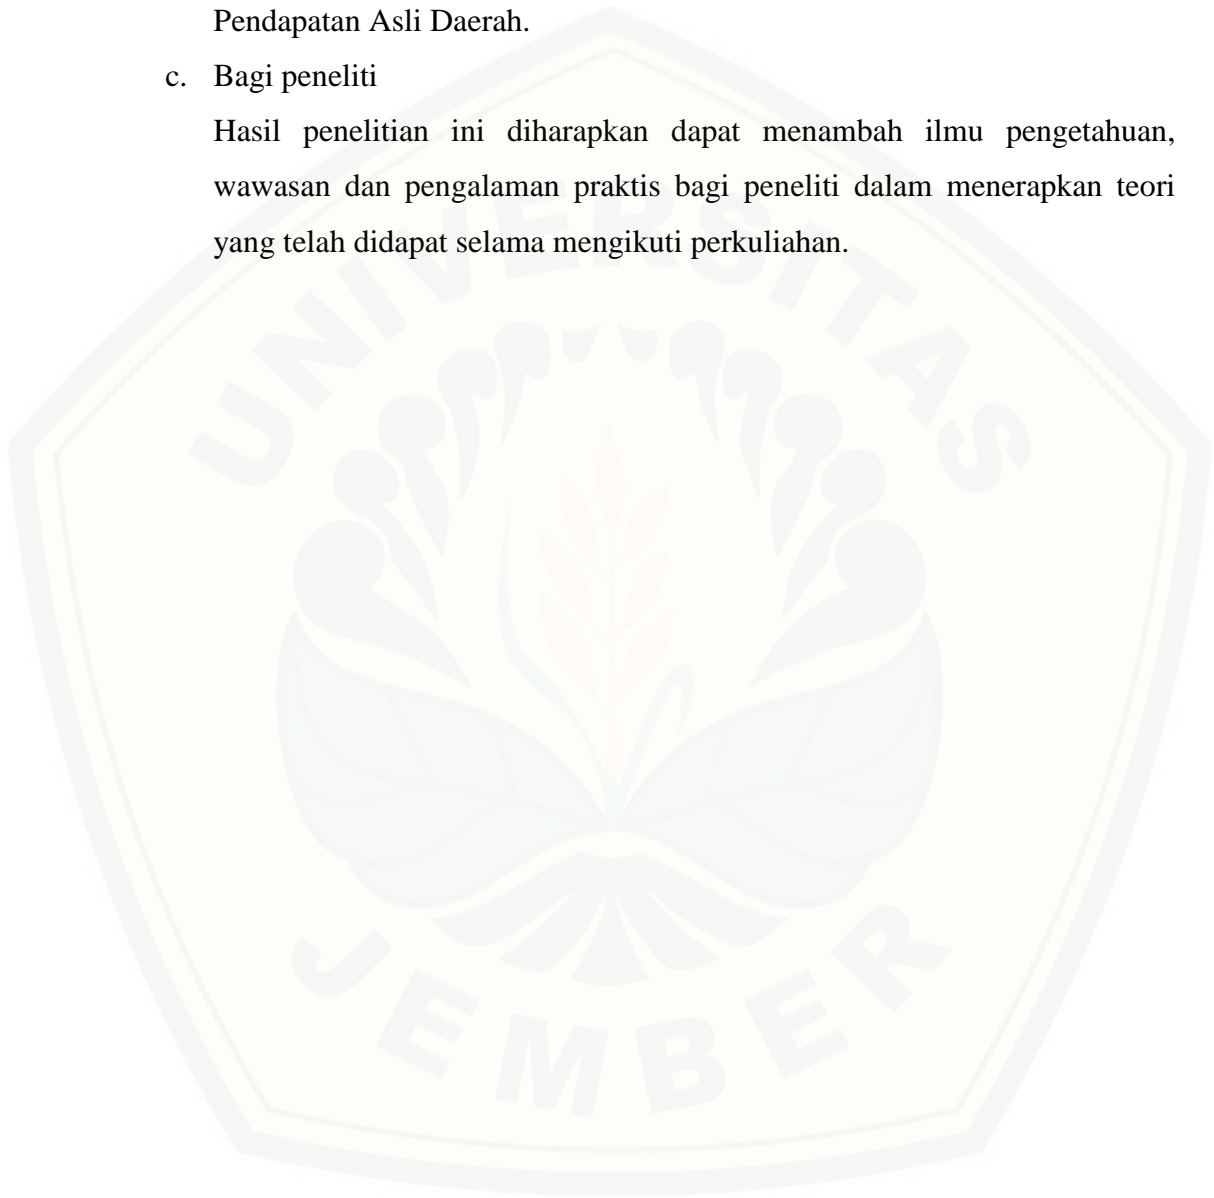 Pendapatan Asli Daerah.
c. Bagi peneliti
Hasil penelitian ini diharapkan dapat menambah ilmu pengetahuan,
wawasan dan pengalaman praktis bagi peneliti dalam menerapkan teori
yang telah didapat selama mengikuti perkuliahan.
UNIVERSITAS
JEMBER